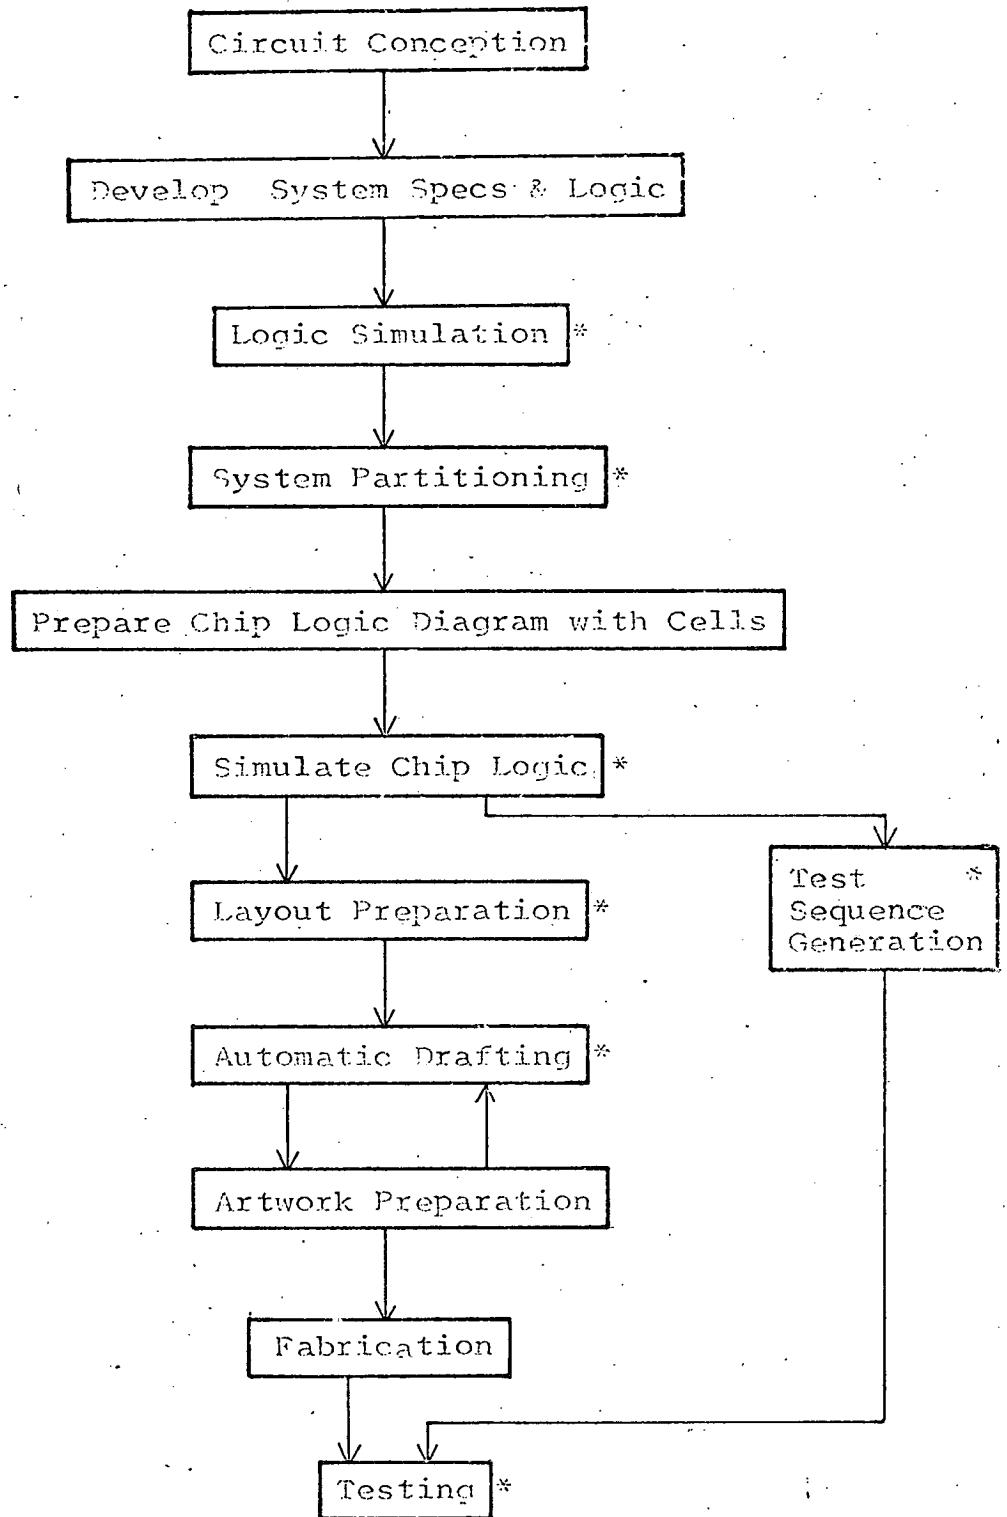 Circuit Conception
Develop System Specs & Logic
Logic Simulation *
System Partitioning *
Prepare Chip Logic Diagram with Cells
Simulate Chip Logic *
Layout Preparation *
Test *
Sequence
Generation
Automatic Drafting *
Artwork Preparation
Fabrication
Testing *